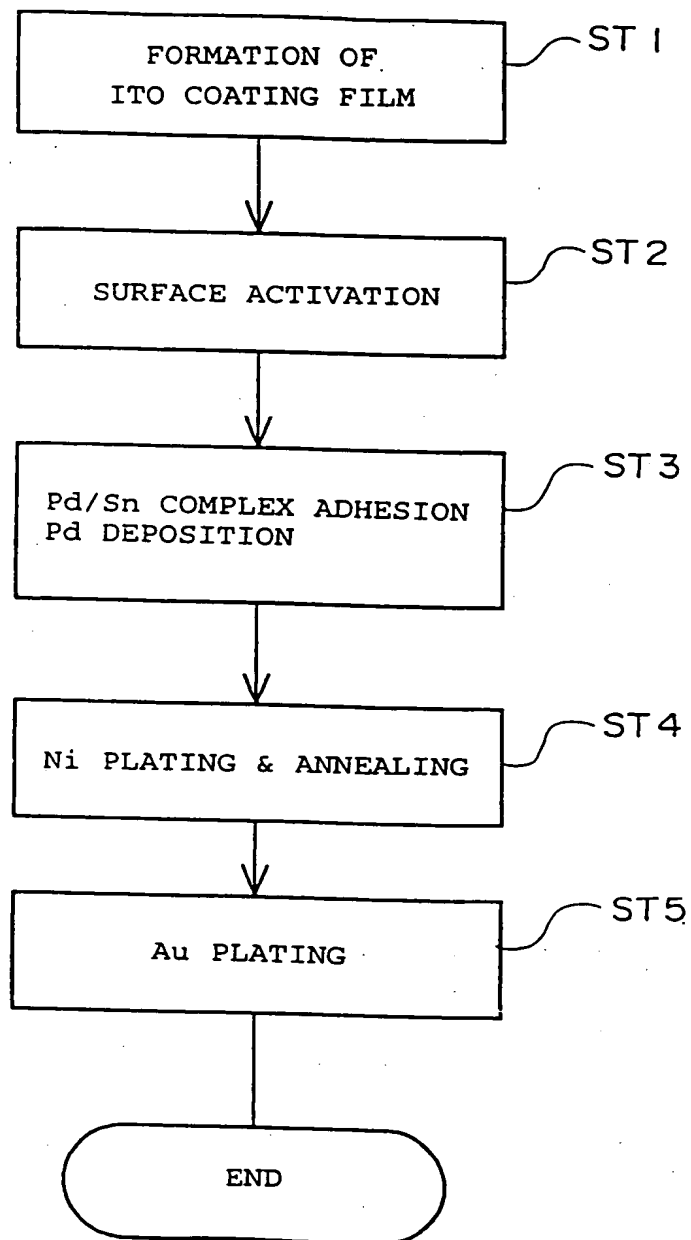 FORMATION OF
ITO COATING FILM
ST1
SURFACE ACTIVATION
ST2
Pd/Sn COMPLEX ADHESION
Pd DEPOSITION
ST3
Ni PLATING & ANNEALING
ST4
Au PLATING
ST5
END